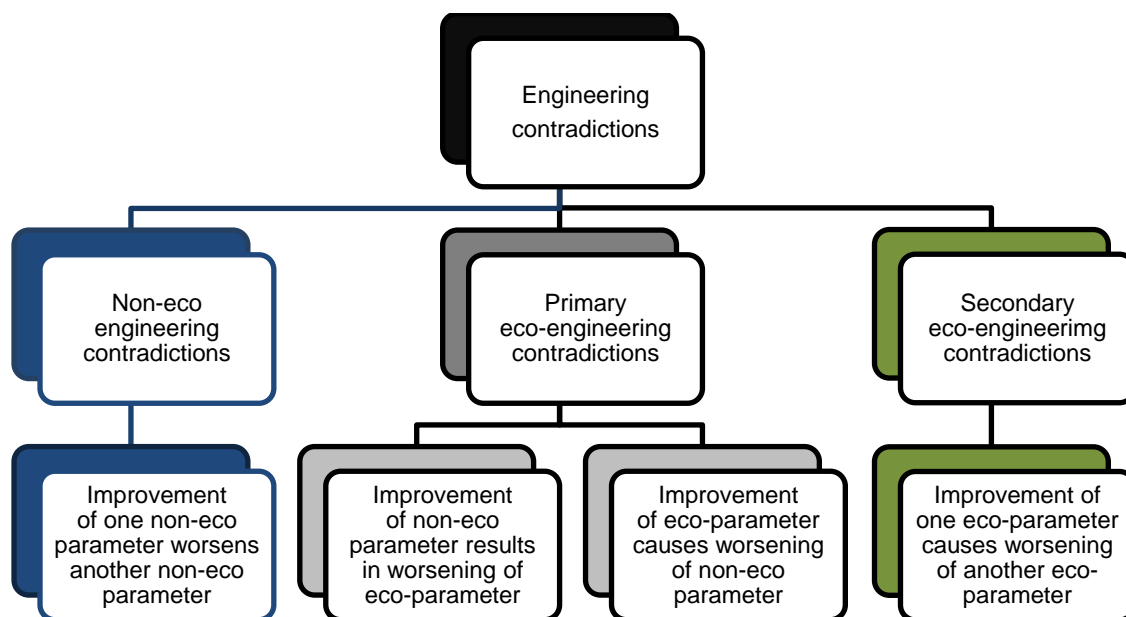 Engineering
contradictions
Non-eco
engineering
contradictions
Primary
eco-engineering
contradictions
Secondary
eco-engineerimg
contradictions
Improvement
of one non-eco
parameter worsens
another non-eco
parameter
Improvement
of non-eco
parameter results
in worsening of
eco-parameter
Improvement
of eco-parameter
causes worsening
of non-eco
parameter
Improvement of
one eco-parameter
causes worsening
of another eco-
parameter